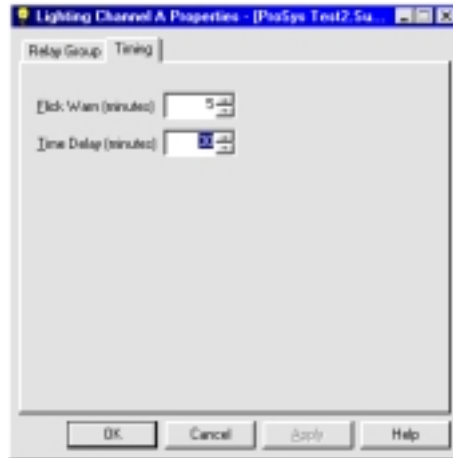 Lighting Channel A Properties - [ProSys Test2.Su...
Relay Group Timing
Flick Warn (minutes) 5
Time Delay (minutes) 30
OK Cancel Apply Help